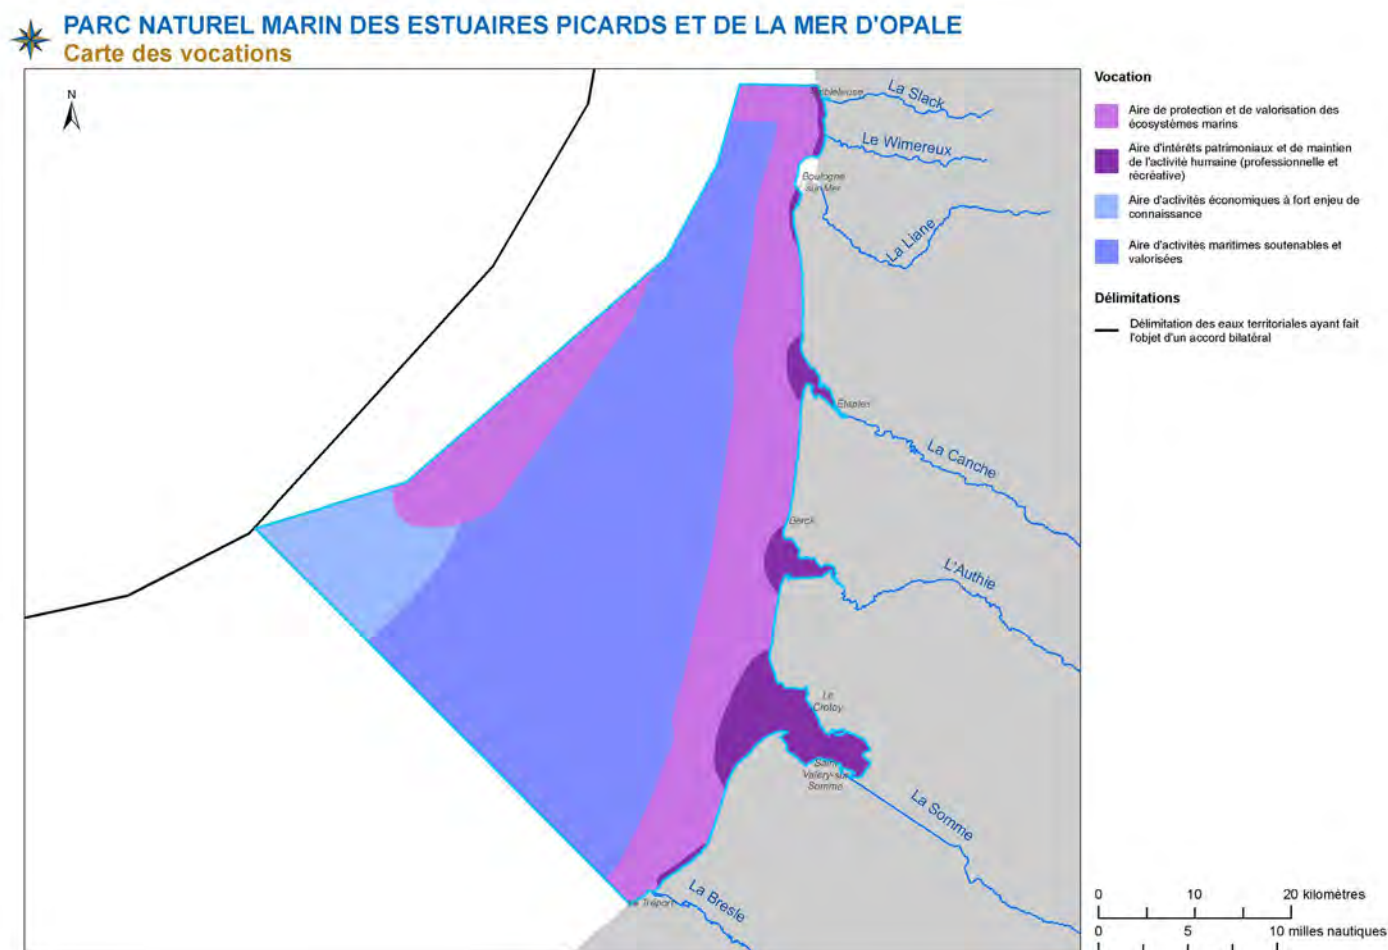 PARC NATUREL MARIN DES ESTUAIRES PICARDS ET DE LA MER D'OPALE
Carte des vocations
N
Ambleteuse
La Slack
Le Wimereux
Boulogne
sur-Mer
La Liane
Étaples
La Canche
Berck
L'Authie
Le
Crotoy
Saint
Valery-sur
Somme
La Somme
Le Tréport
La Bresle
Vocation
Aire de protection et de valorisation des
écosystèmes marins
Aire d'intérêts patrimoniaux et de maintien
de l'activité humaine (professionnelle et
récréative)
Aire d'activités économiques à fort enjeu de
connaissance
Aire d'activités maritimes soutenables et
valorisées
Délimitations
Délimitation des eaux territoriales ayant fait
l'objet d'un accord bilatéral
0 10 20 kilomètres
0 5 10 milles nautiques